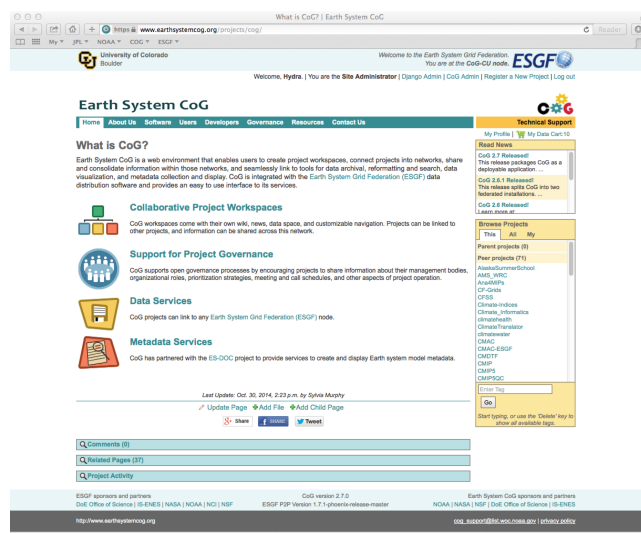 What is CoG? | Earth System CoG
https www.earthsystemcog.org/projects/cog/
Reader
My JPL NOAA COG ESGF
University of Colorado
Boulder
Welcome to the Earth System Grid Federation.
You are at the CoG-CU node.
ESGF
Welcome, Hydra. | You are the Site Administrator | Django Admin | CoG Admin | Register a New Project | Log out
Earth System CoG
COG
Home About Us Software Users Developers Governance Resources Contact Us
Technical Support
My Profile | My Data Cart:10
What is CoG?
Earth System CoG is a web environment that enables users to create project workspaces, connect projects into networks, share
and consolidate information within those networks, and seamlessly link to tools for data archival, reformatting and search, data
visualization, and metadata collection and display. CoG is integrated with the Earth System Grid Federation (ESGF) data
distribution software and provides an easy to use interface to its services.
Collaborative Project Workspaces
CoG workspaces come with their own wiki, news, data space, and customizable navigation. Projects can be linked to
other projects, and information can be shared across this network.
Support for Project Governance
CoG supports open governance processes by encouraging projects to share information about their management bodies,
organizational roles, prioritization strategies, meeting and call schedules, and other aspects of project operation.
Data Services
CoG projects can link to any Earth System Grid Federation (ESGF) node.
Metadata Services
CoG has partnered with the ES-DOC project to provide services to create and display Earth system model metadata.
Last Update: Oct. 30, 2014, 2:23 p.m. by Sylvia Murphy
Update Page Add File Add Child Page
g+ Share f SHARE Tweet
Comments (0)
Related Pages (37)
Project Activity
Read News
CoG 2.7 Released!
This release packages CoG as a
deployable application. ...
CoG 2.6.1 Released!
This release splits CoG into two
federated installations. ...
CoG 2.6 Released!
Learn more at
Browse Projects
This All My
Parent projects (0)
Peer projects (71)
AlaskaSummerSchool
AMS_WRC
Ana4MIPs
CF-Grids
CFSS
Climate-Indices
Climate_Informatics
climatehealth
ClimateTranslator
climatewater
CMAC
CMAC-ESGF
CMDTF
CMIP
CMIP5
CMIP5QC
Enter Tag
Go
Start typing, or use the 'Delete' key to
show all available tags.
ESGF sponsors and partners
DoE Office of Science | IS-ENES | NASA | NOAA | NCI | NSF
CoG version 2.7.0
ESGF P2P Version 1.7.1-phoenix-release-master
Earth System CoG sponsors and partners
NOAA | NASA | NSF | DoE Office of Science | IS-ENES
http://www.earthsystemcog.org
cog_support@list.woc.noaa.gov | privacy policy